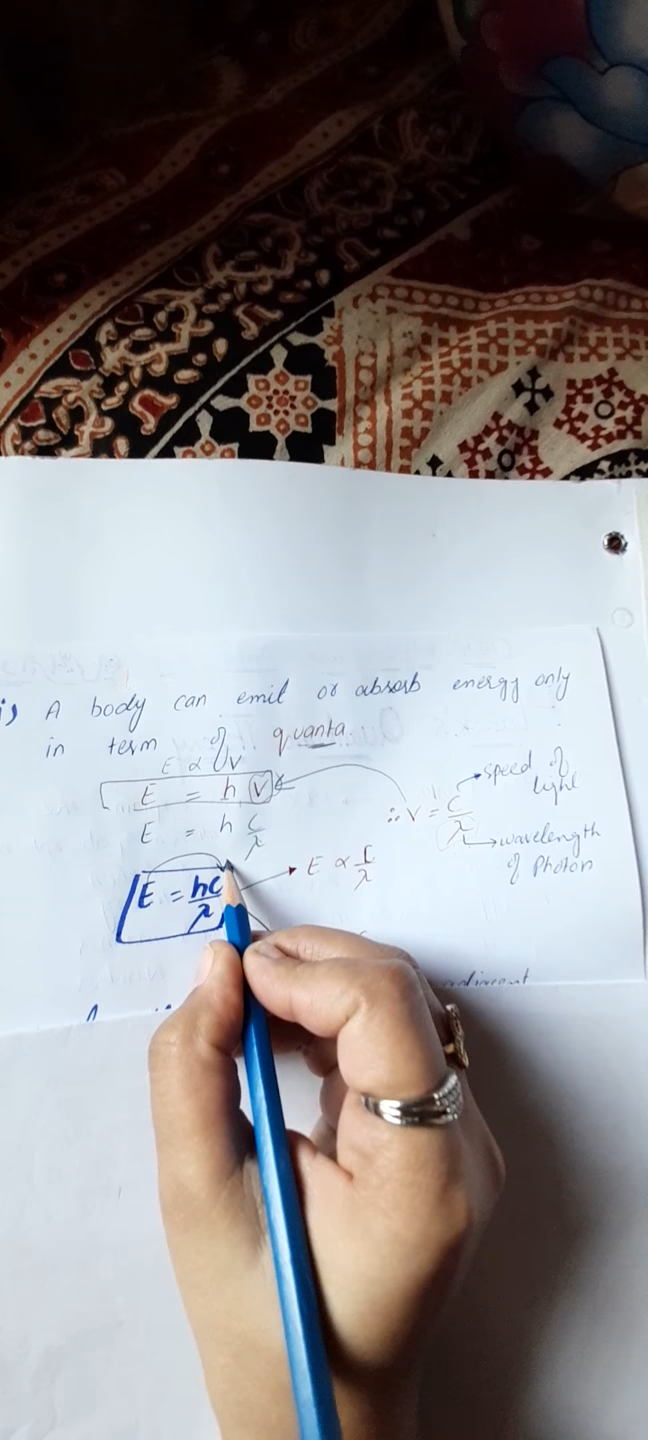 i) A body can emit or absorb energy only
in term of quanta.
E ∝ V
E = h V
∴ V = C/λ
speed of light
wavelength of Photon
E = h C/λ
E = hC/λ
E ∝ 1/λ